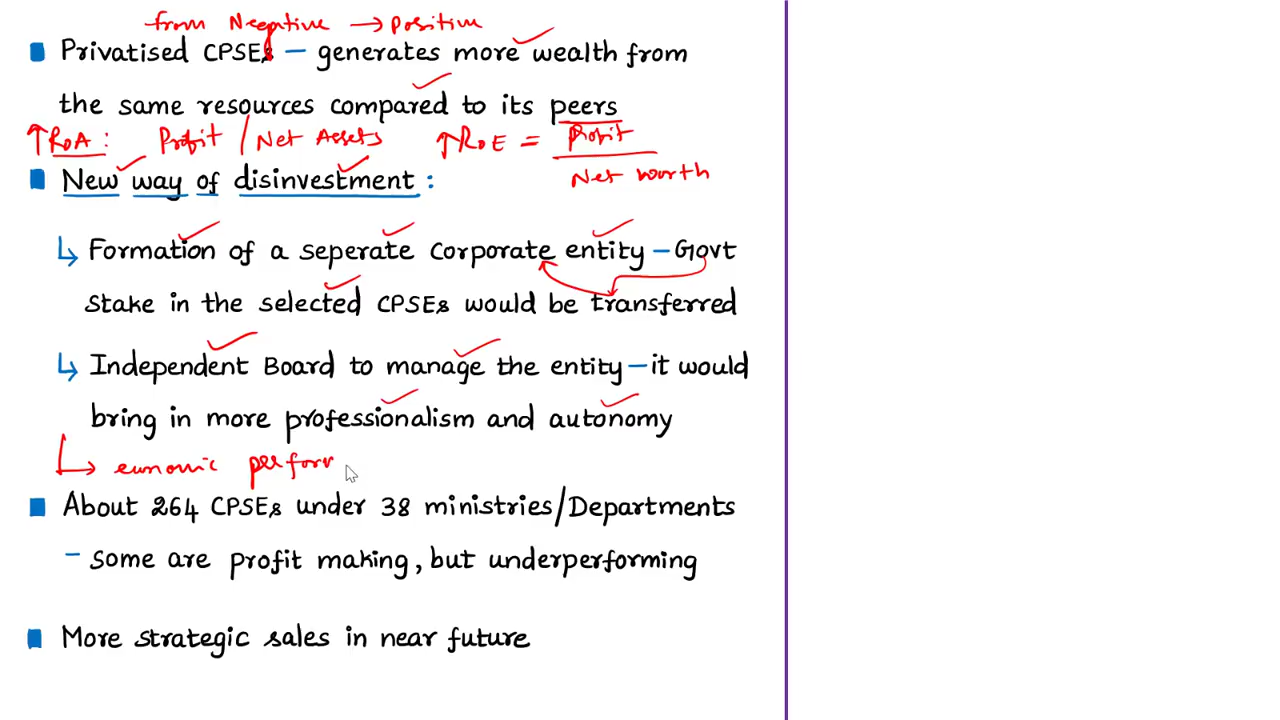 from Negative → Positive
Privatised CPSEs – generates more wealth from
the same resources compared to its peers
↑ RoA : Profit / Net Assets ↑ RoE = Profit
Net worth
New way of disinvestment :
↳ Formation of a seperate Corporate entity – Govt
stake in the selected CPSEs would be transferred
↳ Independent Board to manage the entity – it would
bring in more professionalism and autonomy
↳ economic perfor
About 264 CPSEs under 38 ministries/Departments
– some are profit making, but underperforming
More strategic sales in near future